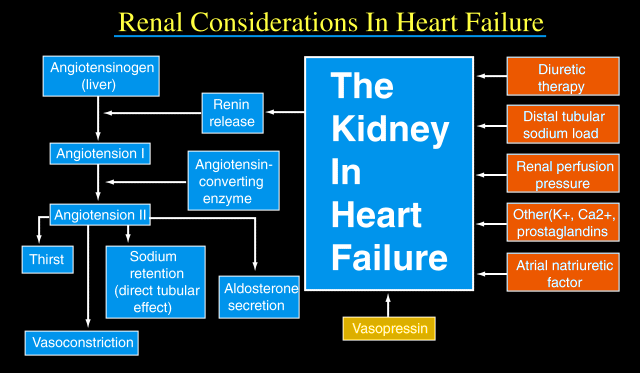 Renal Considerations In Heart Failure
Angiotensinogen
(liver)
Renin
release
Angiotension I
Angiotensin-
converting
enzyme
Angiotension II
Thirst
Sodium
retention
(direct tubular
effect)
Aldosterone
secretion
Vasoconstriction
The
Kidney
In
Heart
Failure
Vasopressin
Diuretic
therapy
Distal tubular
sodium load
Renal perfusion
pressure
Other(K+, Ca2+,
prostaglandins
Atrial natriuretic
factor